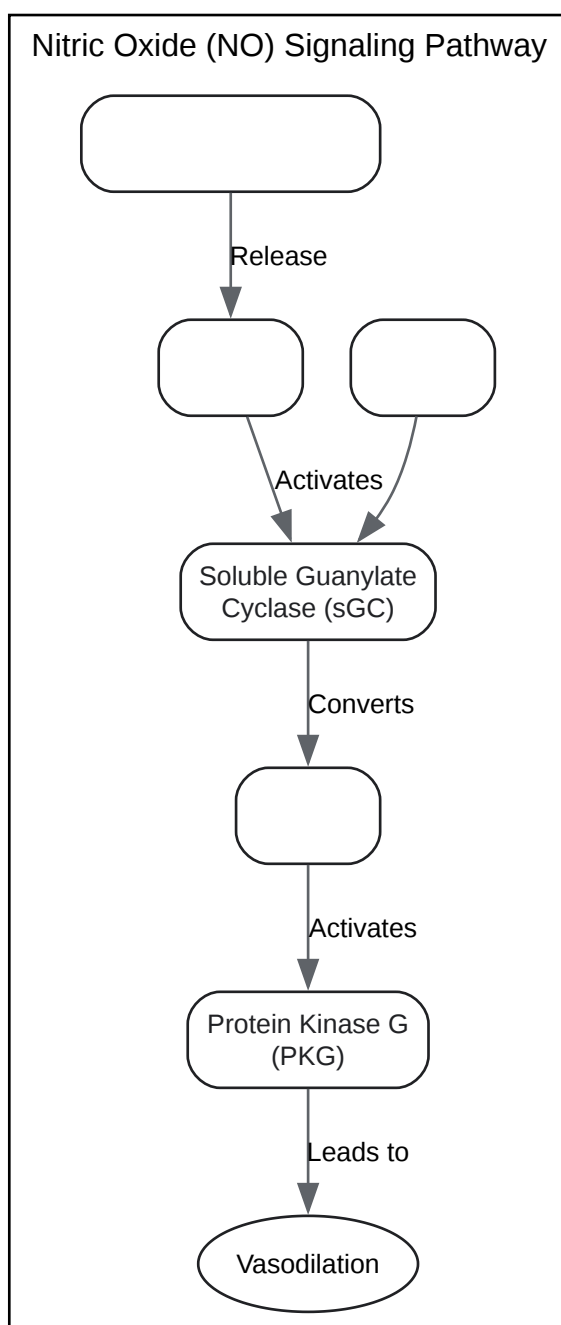 Nitric Oxide (NO) Signaling Pathway
Release
Activates
Soluble Guanylate
Cyclase (sGC)
Converts
Activates
Protein Kinase G
(PKG)
Leads to
Vasodilation